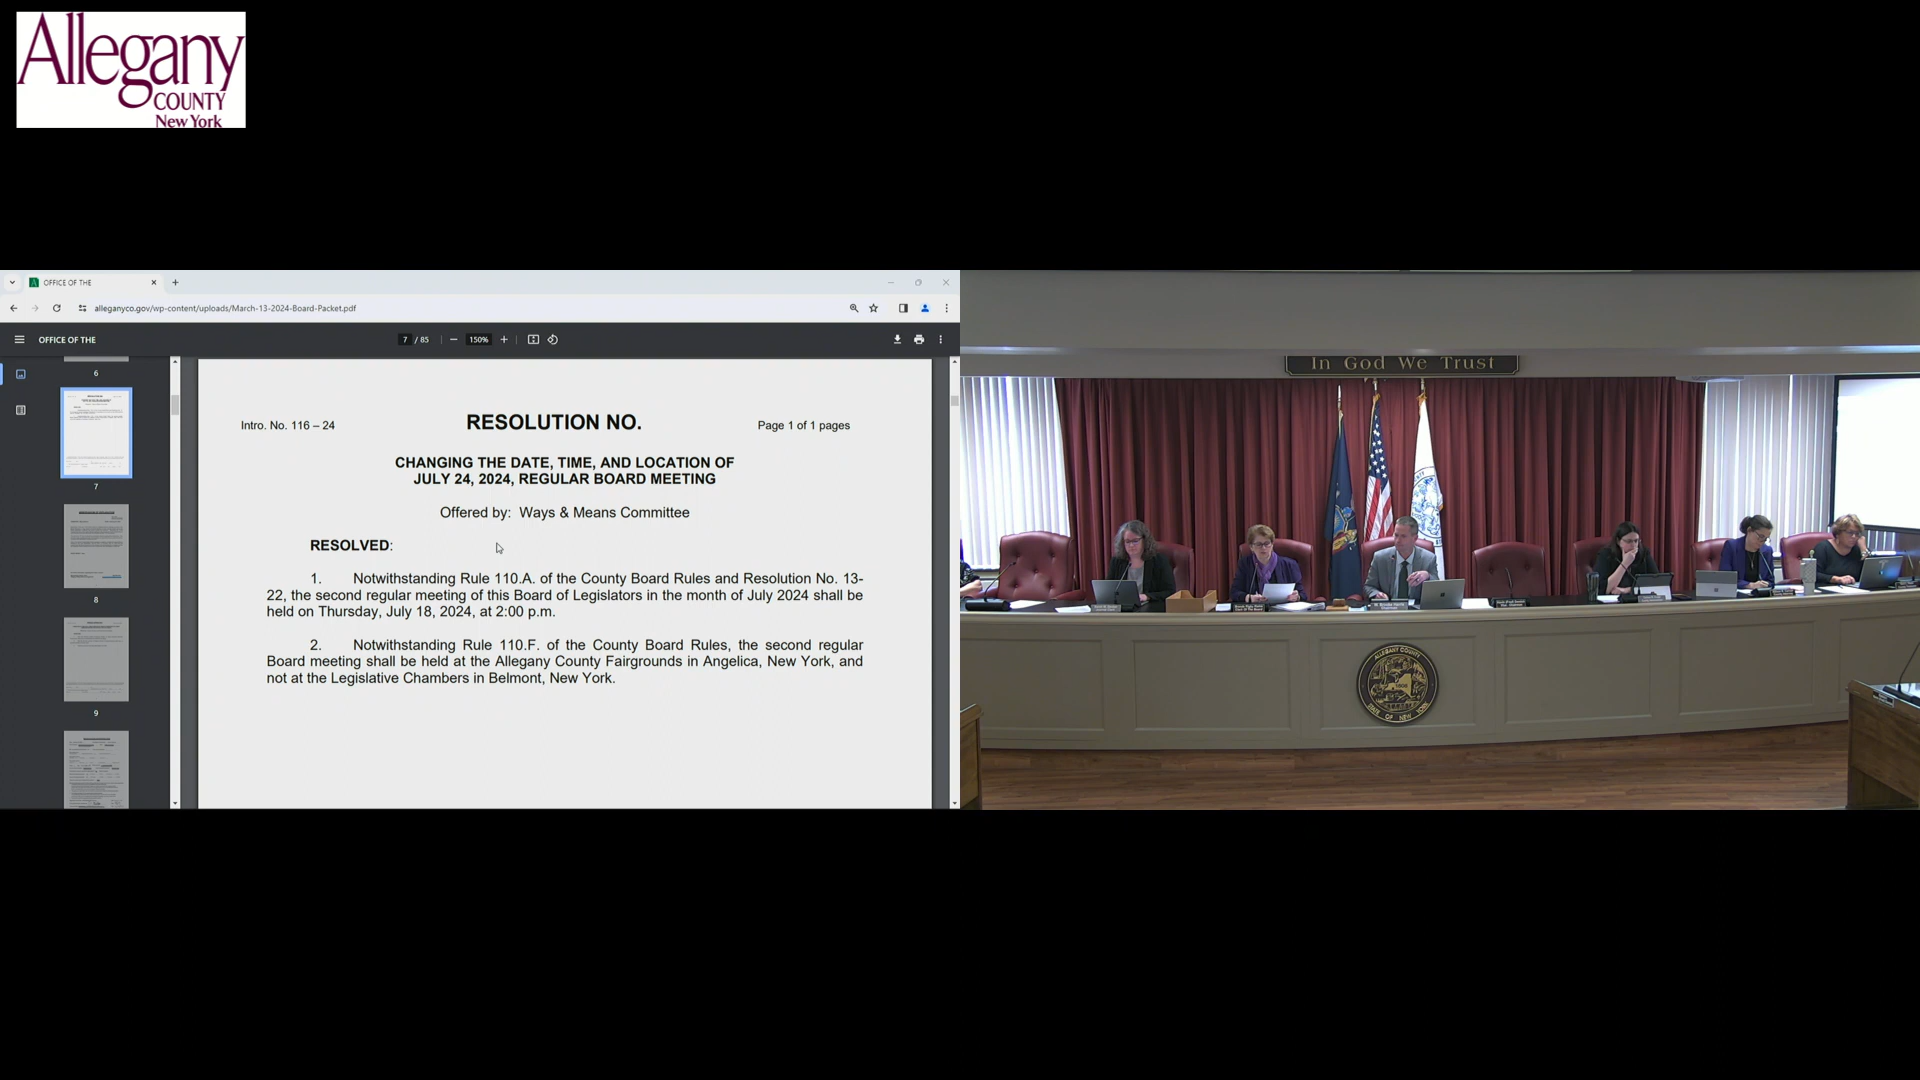 Allegany
COUNTY
New York
OFFICE OF THE
alleganyco.gov/wp-content/uploads/March-13-2024-Board-Packet.pdf
OFFICE OF THE
7 / 85
150%
6
7
8
9
Intro. No. 116 – 24
RESOLUTION NO.
Page 1 of 1 pages
CHANGING THE DATE, TIME, AND LOCATION OF
JULY 24, 2024, REGULAR BOARD MEETING
Offered by: Ways & Means Committee
RESOLVED:
1. Notwithstanding Rule 110.A. of the County Board Rules and Resolution No. 13-
22, the second regular meeting of this Board of Legislators in the month of July 2024 shall be
held on Thursday, July 18, 2024, at 2:00 p.m.
2. Notwithstanding Rule 110.F. of the County Board Rules, the second regular
Board meeting shall be held at the Allegany County Fairgrounds in Angelica, New York, and
not at the Legislative Chambers in Belmont, New York.
In God We Trust
ALLEGANY COUNTY
STATE OF NEW YORK